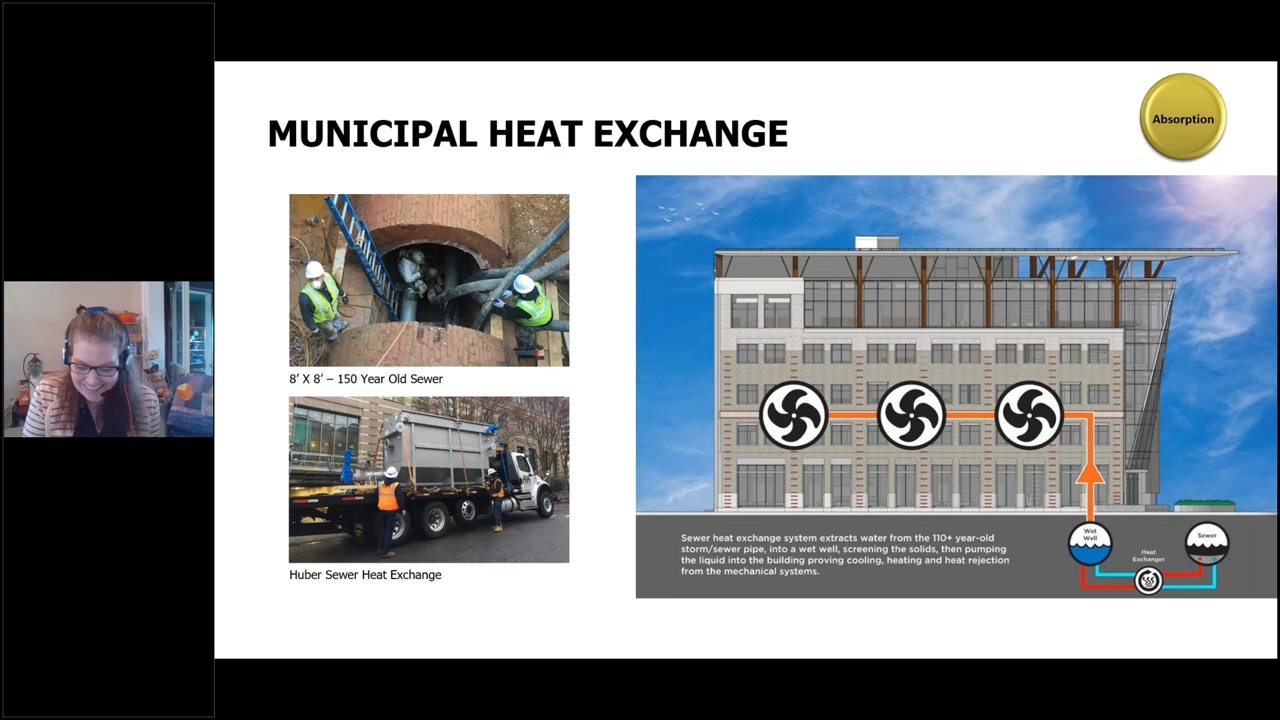 MUNICIPAL HEAT EXCHANGE
Absorption
8’ X 8’ – 150 Year Old Sewer
Huber Sewer Heat Exchange
Sewer heat exchange system extracts water from the 110+ year-old
storm/sewer pipe, into a wet well, screening the solids, then pumping
the liquid into the building proving cooling, heating and heat rejection
from the mechanical systems.
Wet
Well
Heat
Exchanger
Sewer